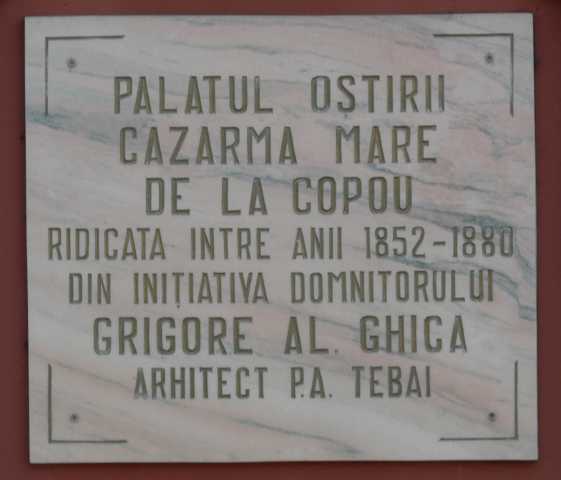 PALATUL OSTIRII
CAZARMA MARE
DE LA COPOU
RIDICATA INTRE ANII 1852-1880
DIN INIȚIATIVA DOMNITORULUI
GRIGORE AL. GHICA
ARHITECT P.A. TEBAI